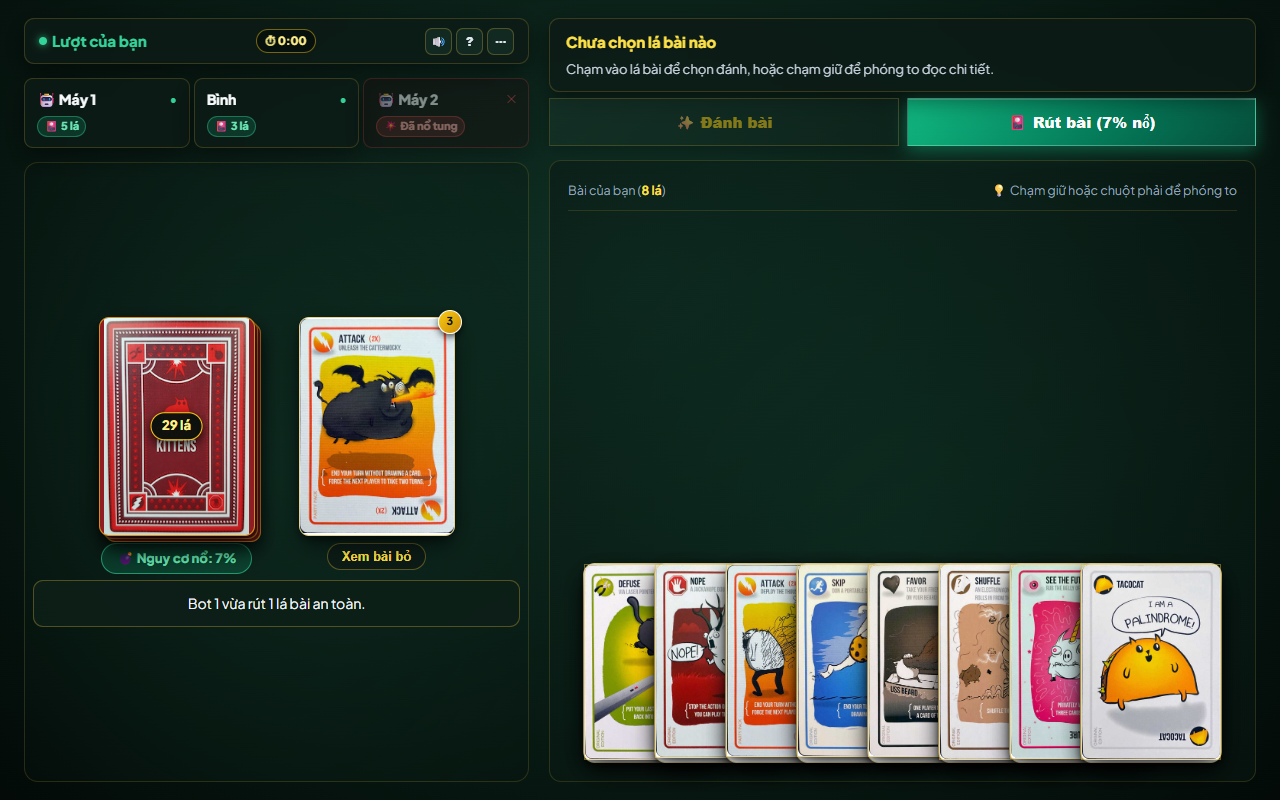 Lượt của bạn
0:00
?
Máy 1
5 lá
Bình
3 lá
Máy 2
Đã nổ tung
Chưa chọn lá bài nào
Chạm vào lá bài để chọn đánh, hoặc chạm giữ để phóng to đọc chi tiết.
Đánh bài
Rút bài (7% nổ)
Bài của bạn (8 lá)
Chạm giữ hoặc chuột phải để phóng to
29 lá
KITTENS
3
ATTACK (2X)
UNLEASH THE CATTERWOCKY.
END YOUR TURN WITHOUT DRAWING A CARD.
FORCE THE NEXT PLAYER TO TAKE TWO TURNS.
ATTACK (2X)
Nguy cơ nổ: 7%
Xem bài bỏ
Bot 1 vừa rút 1 lá bài an toàn.
DEFUSE
NOPE
NOPE!
ATTACK
SKIP
FAVOR
SHUFFLE
SEE THE
TACOCAT
I AM A
PALINDROME!
TACOCAT